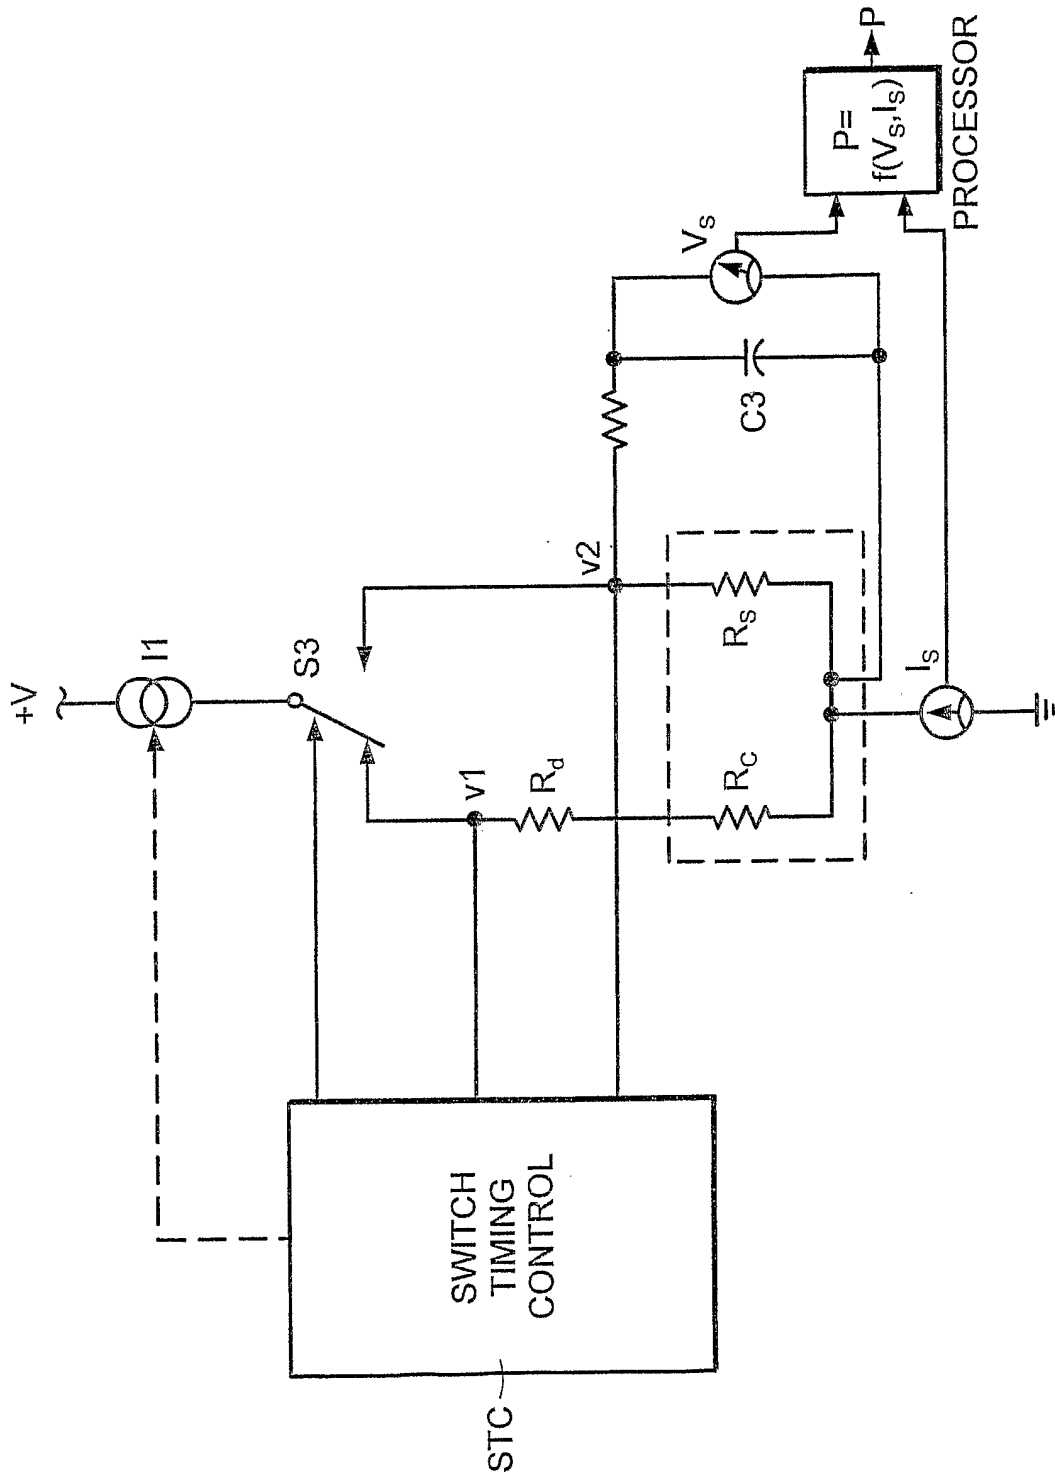 +V
I1
S3
v1
v2
Rd
RC
RS
C3
VS
IS
P=
f(VS,IS)
P
PROCESSOR
SWITCH
TIMING
CONTROL
STC